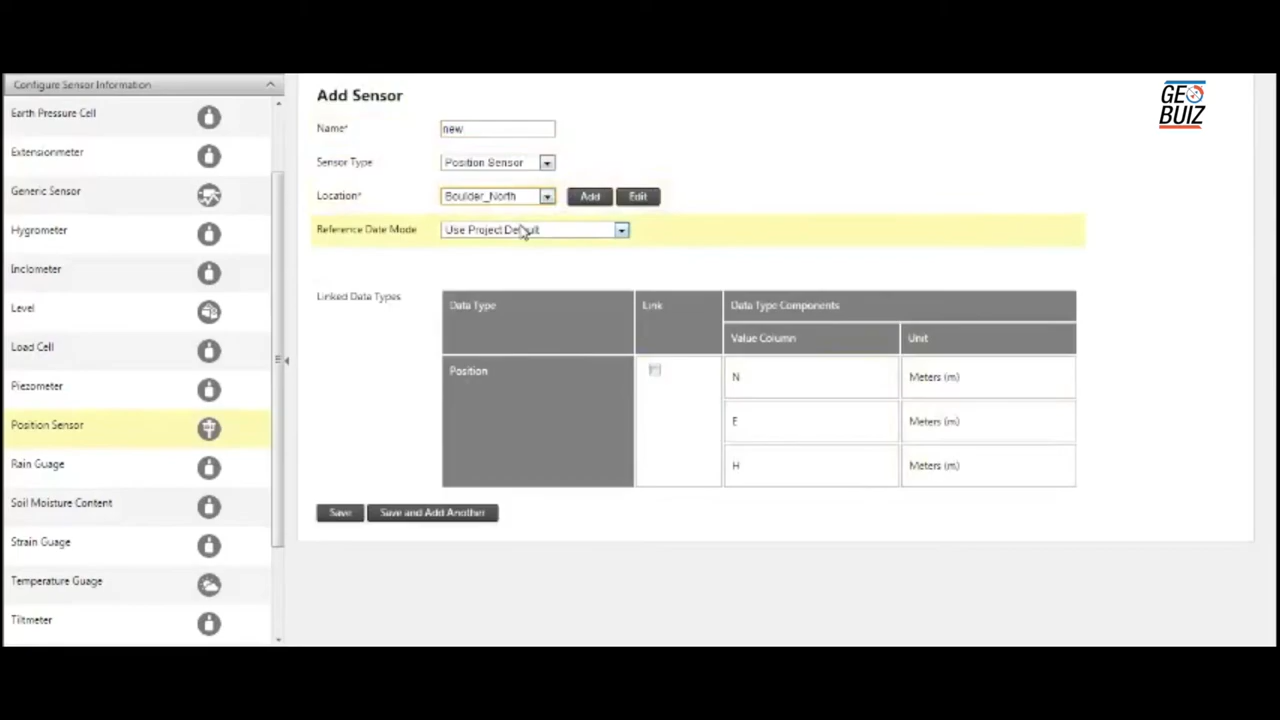 Configure Sensor Information
Earth Pressure Cell
Extensionmeter
Generic Sensor
Hygrometer
Inclometer
Level
Load Cell
Piezometer
Position Sensor
Rain Guage
Soil Moisture Content
Strain Guage
Temperature Guage
Tiltmeter
GEO
BUIZ
Add Sensor
Name* new
Sensor Type Position Sensor
Location* Boulder_North Add Edit
Reference Date Mode Use Project Default
Linked Data Types
Data Type Link Data Type Components
Value Column Unit
Position N Meters (m)
E Meters (m)
H Meters (m)
Save Save and Add Another